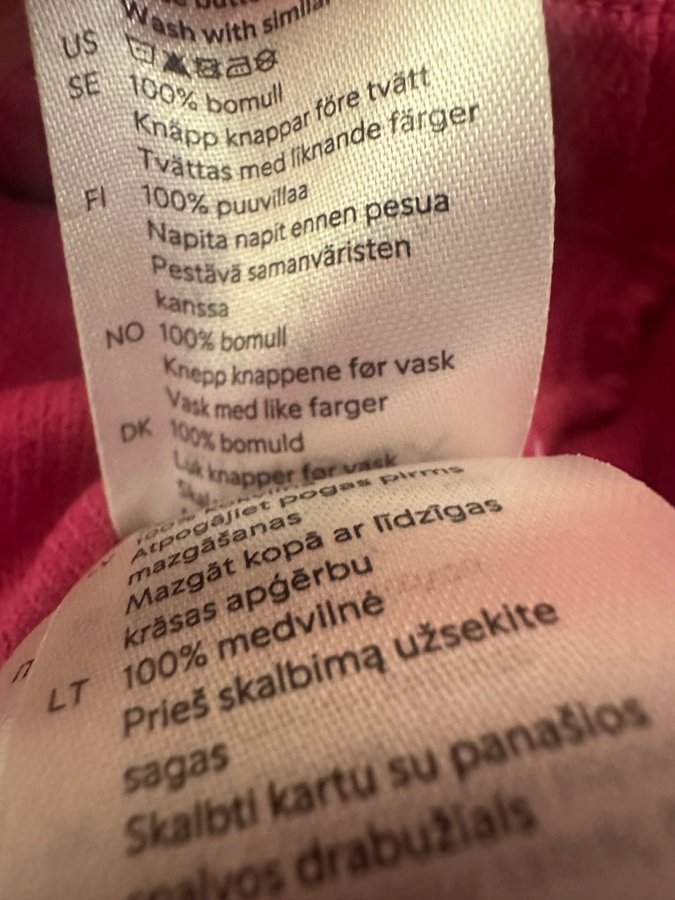 Wash with similar
US
SE 100% bomull
Knäpp knappar före tvätt
Tvättas med liknande färger
FI 100% puuvillaa
Napita napit ennen pesua
Pestävä samanväristen
kanssa
NO 100% bomull
Knepp knappene før vask
Vask med like farger
DK 100% bomuld
Luk knapper før vask
100%
Atpogājiet pogas pirms
mazgāšanas
Mazgāt kopā ar līdzīgas
krāsas apģērbu
LT 100% medvilnė
Prieš skalbimą užsekite
sagas
Skalbti kartu su panašios
spalvos drabužiais